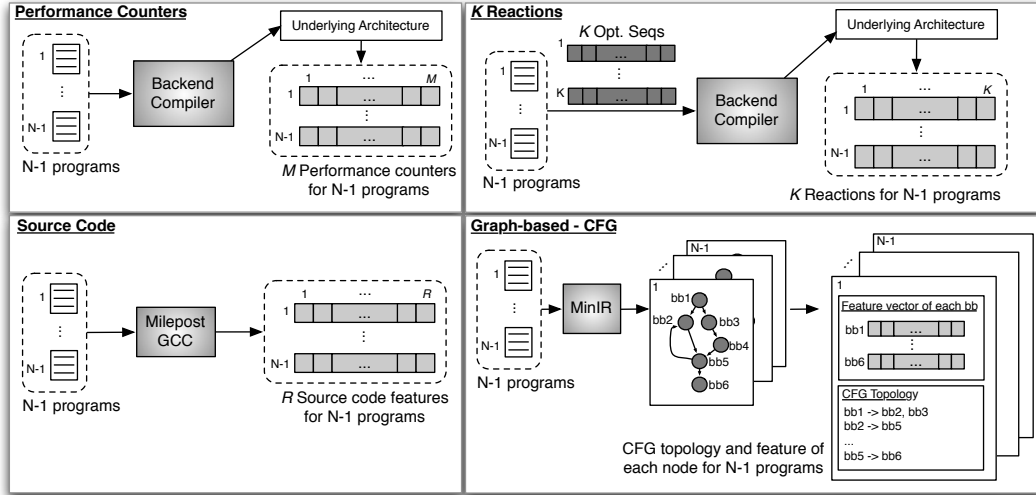 Performance Counters
Underlying Architecture
1
⋮
N-1
N-1 programs
Backend
Compiler
1 ... M
1
...
⋮
N-1
...
M Performance counters
for N-1 programs
K Reactions
K Opt. Seqs
Underlying Architecture
1
...
⋮
K
...
1
⋮
N-1
N-1 programs
Backend
Compiler
1 ... K
1
...
⋮
N-1
...
K Reactions for N-1 programs
Source Code
1
⋮
N-1
N-1 programs
Milepost
GCC
1 ... R
1
...
⋮
N-1
...
R Source code features
for N-1 programs
Graph-based - CFG
1
⋮
N-1
N-1 programs
MinIR
N-1
⋰
1
bb1
bb2
bb3
bb4
bb5
bb6
CFG topology and feature of
each node for N-1 programs
N-1
⋰
1
Feature vector of each bb
bb1
...
⋮
bb6
...
CFG Topology
bb1 -> bb2, bb3
bb2 -> bb5
...
bb5 -> bb6